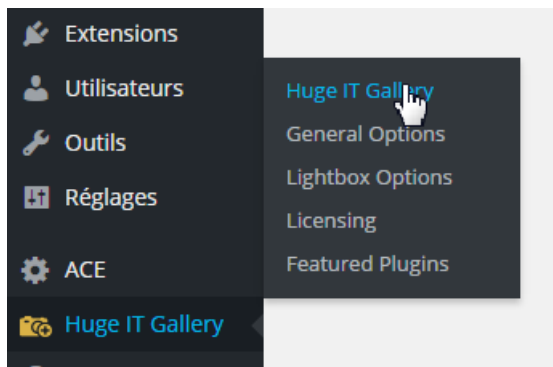 Extensions
Utilisateurs
Outils
Réglages
ACE
Huge IT Gallery
Huge IT Gallery
General Options
Lightbox Options
Licensing
Featured Plugins